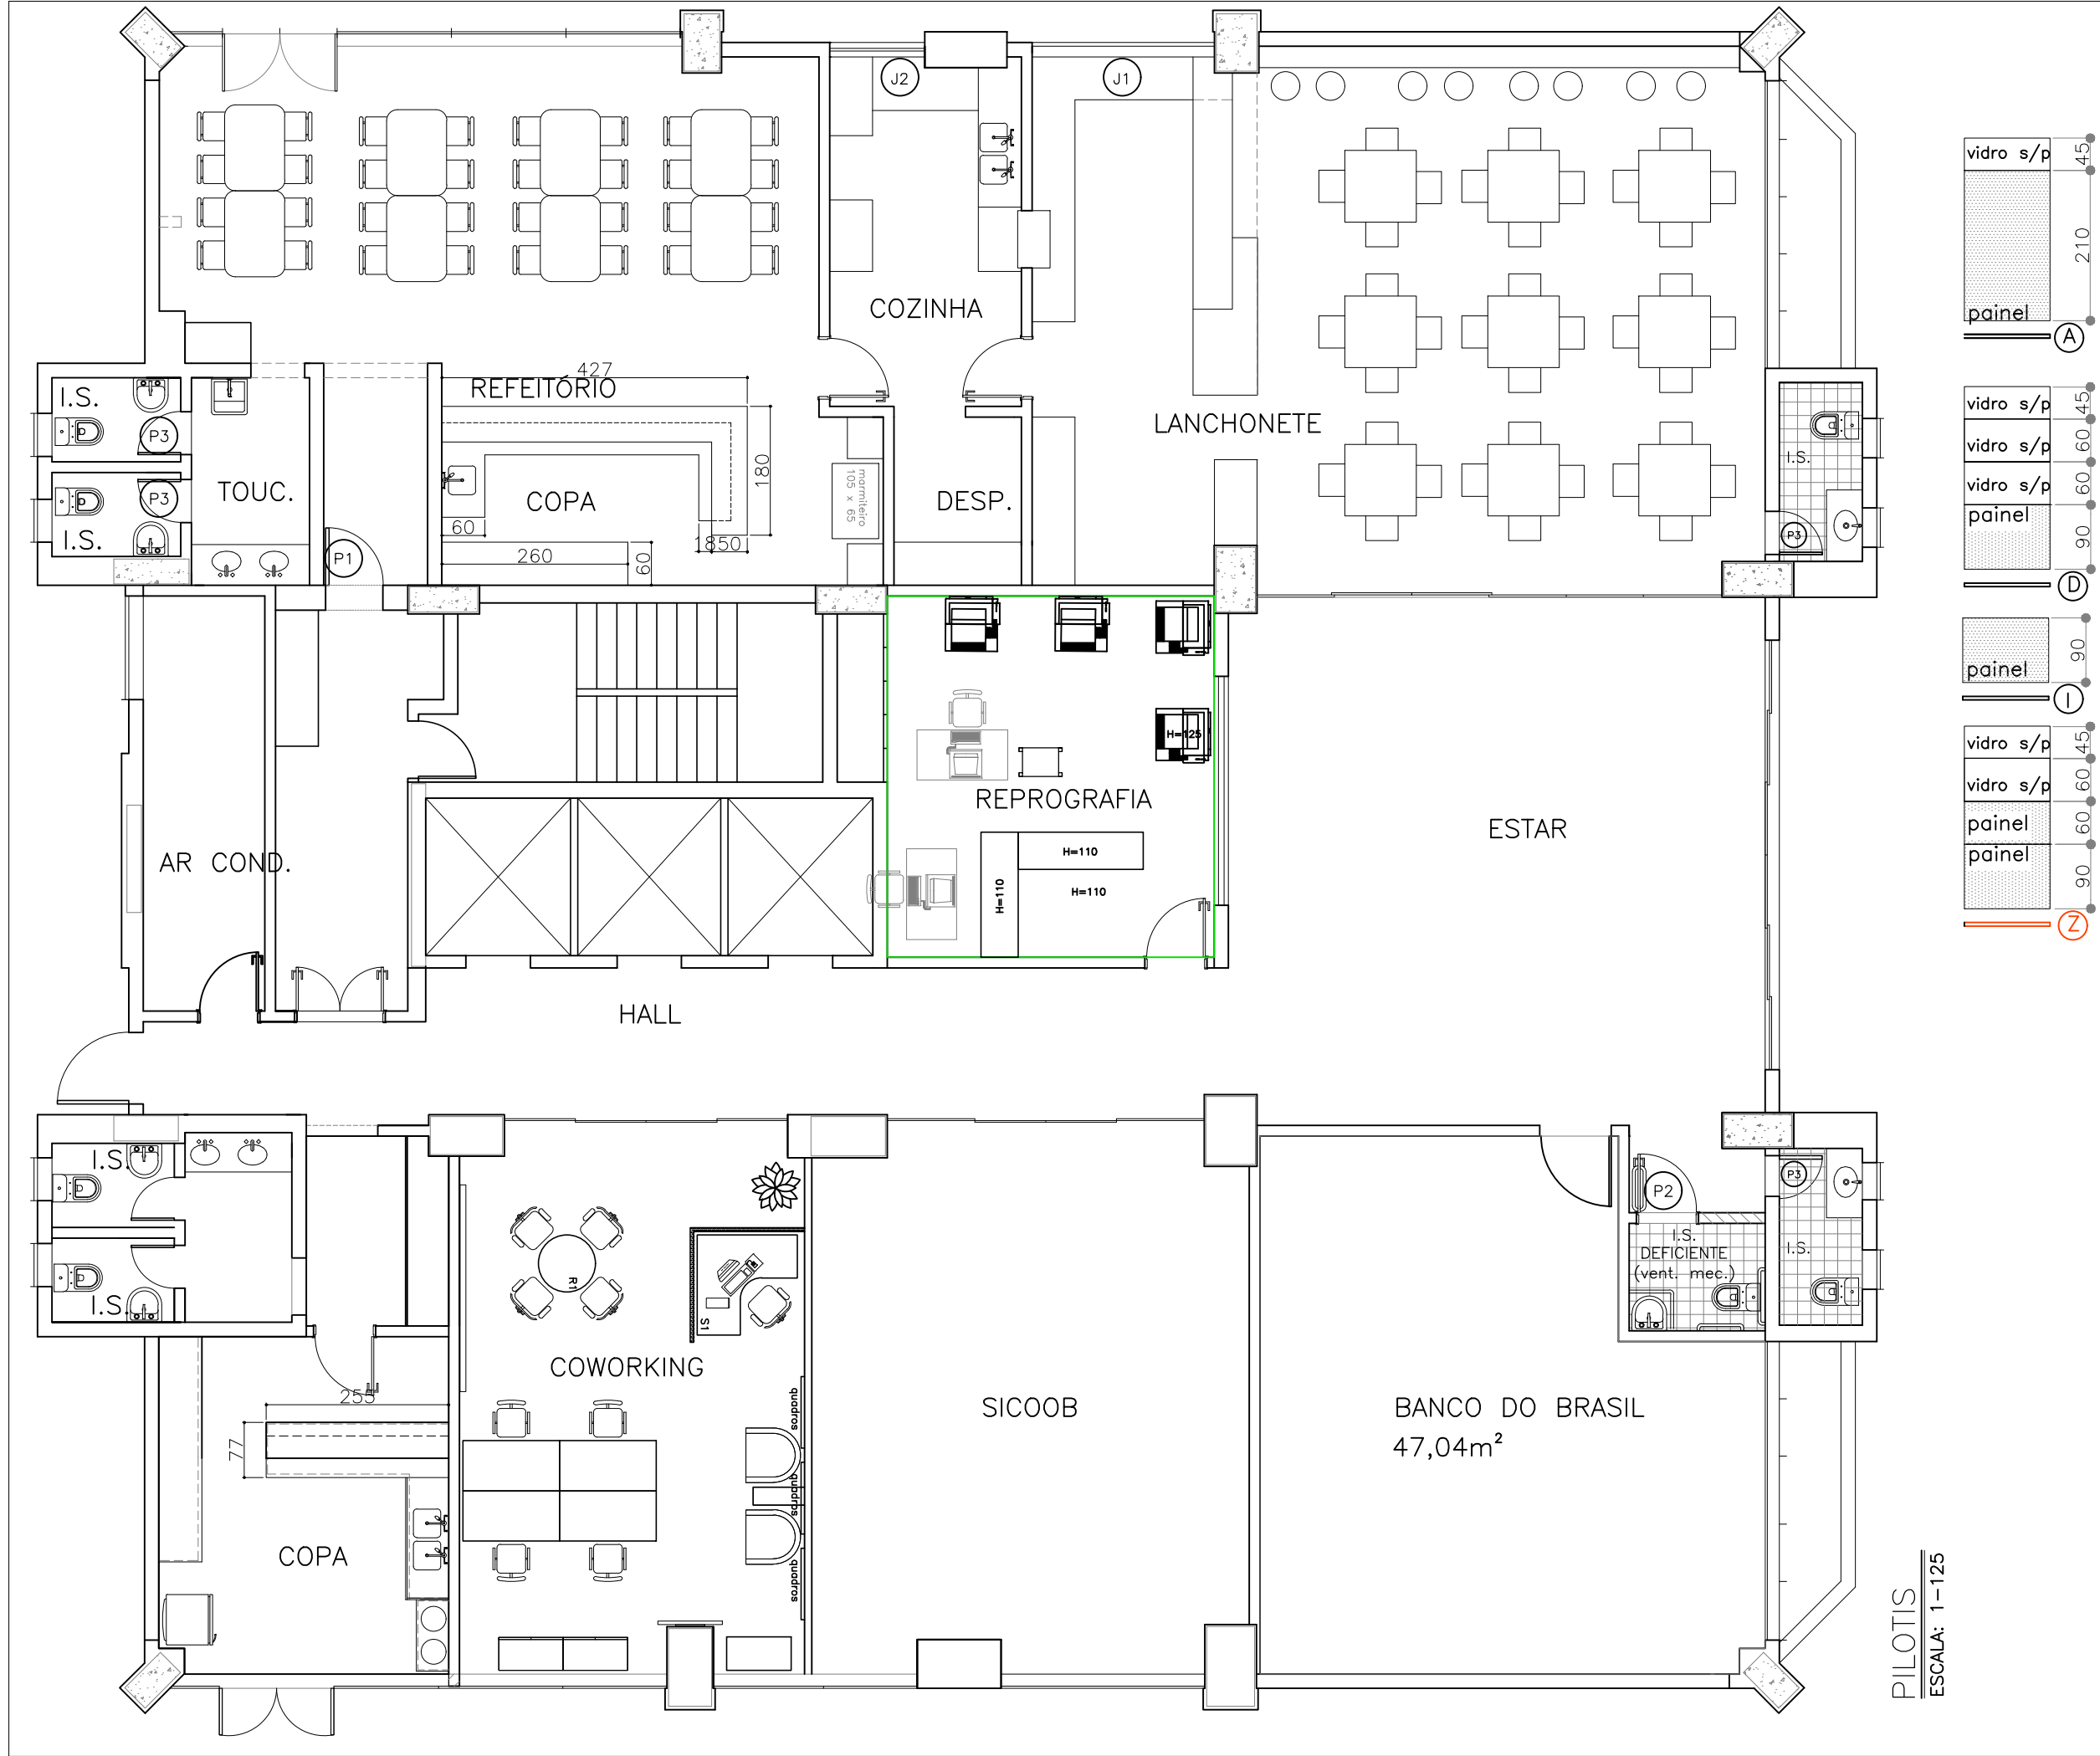 J2
J1
vidro s/p
45
210
painel
A
COZINHA
I.S.
P3
427
REFEITÓRIO
LANCHONETE
vidro s/p
45
vidro s/p
60
vidro s/p
60
painel
90
D
I.S.
P3
P3
I.S.
TOUC.
COPA
60
260
60
1850
180
marmiteiro
105 x 65
DESP.
P1
painel
90
I
H=125
REPROGRAFIA
H=110
H=110
H=110
ESTAR
AR COND.
vidro s/p
45
vidro s/p
60
painel
60
painel
90
Z
HALL
I.S.
I.S.
R1
S1
COWORKING
quadros
quadros
quadros
255
77
COPA
SICOOB
BANCO DO BRASIL
47,04m²
P2
P3
I.S.
DEFICIENTE
(vent. mec.)
I.S.
PILOTIS
ESCALA: 1-125